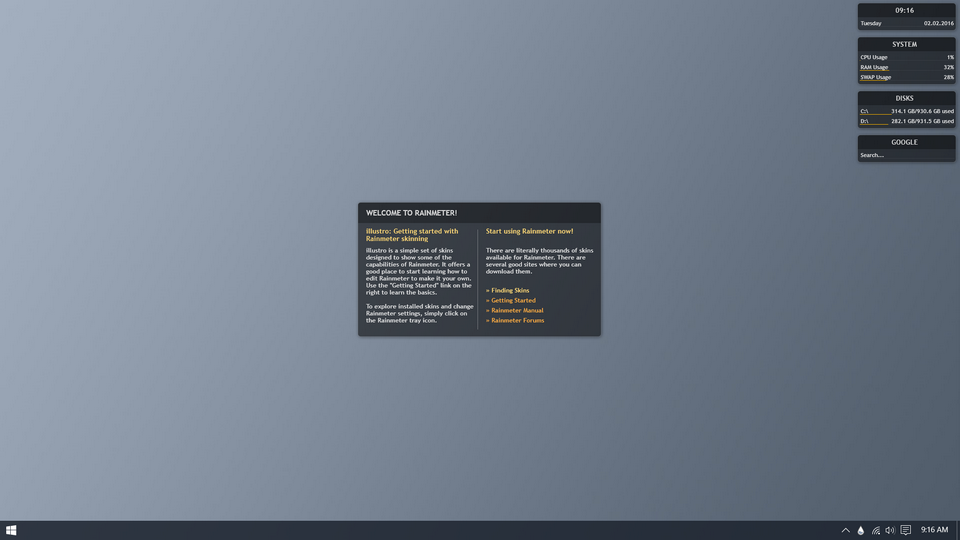 09:16
Tuesday 02.02.2016
SYSTEM
CPU Usage 1%
RAM Usage 32%
SWAP Usage 28%
DISKS
C:\ 314.1 GB/930.6 GB used
D:\ 282.1 GB/931.5 GB used
GOOGLE
Search...
WELCOME TO RAINMETER!
illustro: Getting started with
Rainmeter skinning
illustro is a simple set of skins
designed to show some of the
capabilities of Rainmeter. It offers a
good place to start learning how to
edit Rainmeter to make it your own.
Use the "Getting Started" link on the
right to learn the basics.
To explore installed skins and change
Rainmeter settings, simply click on
the Rainmeter tray icon.
Start using Rainmeter now!
There are literally thousands of skins
available for Rainmeter. There are
several good sites where you can
download them.
» Finding Skins
» Getting Started
» Rainmeter Manual
» Rainmeter Forums
9:16 AM